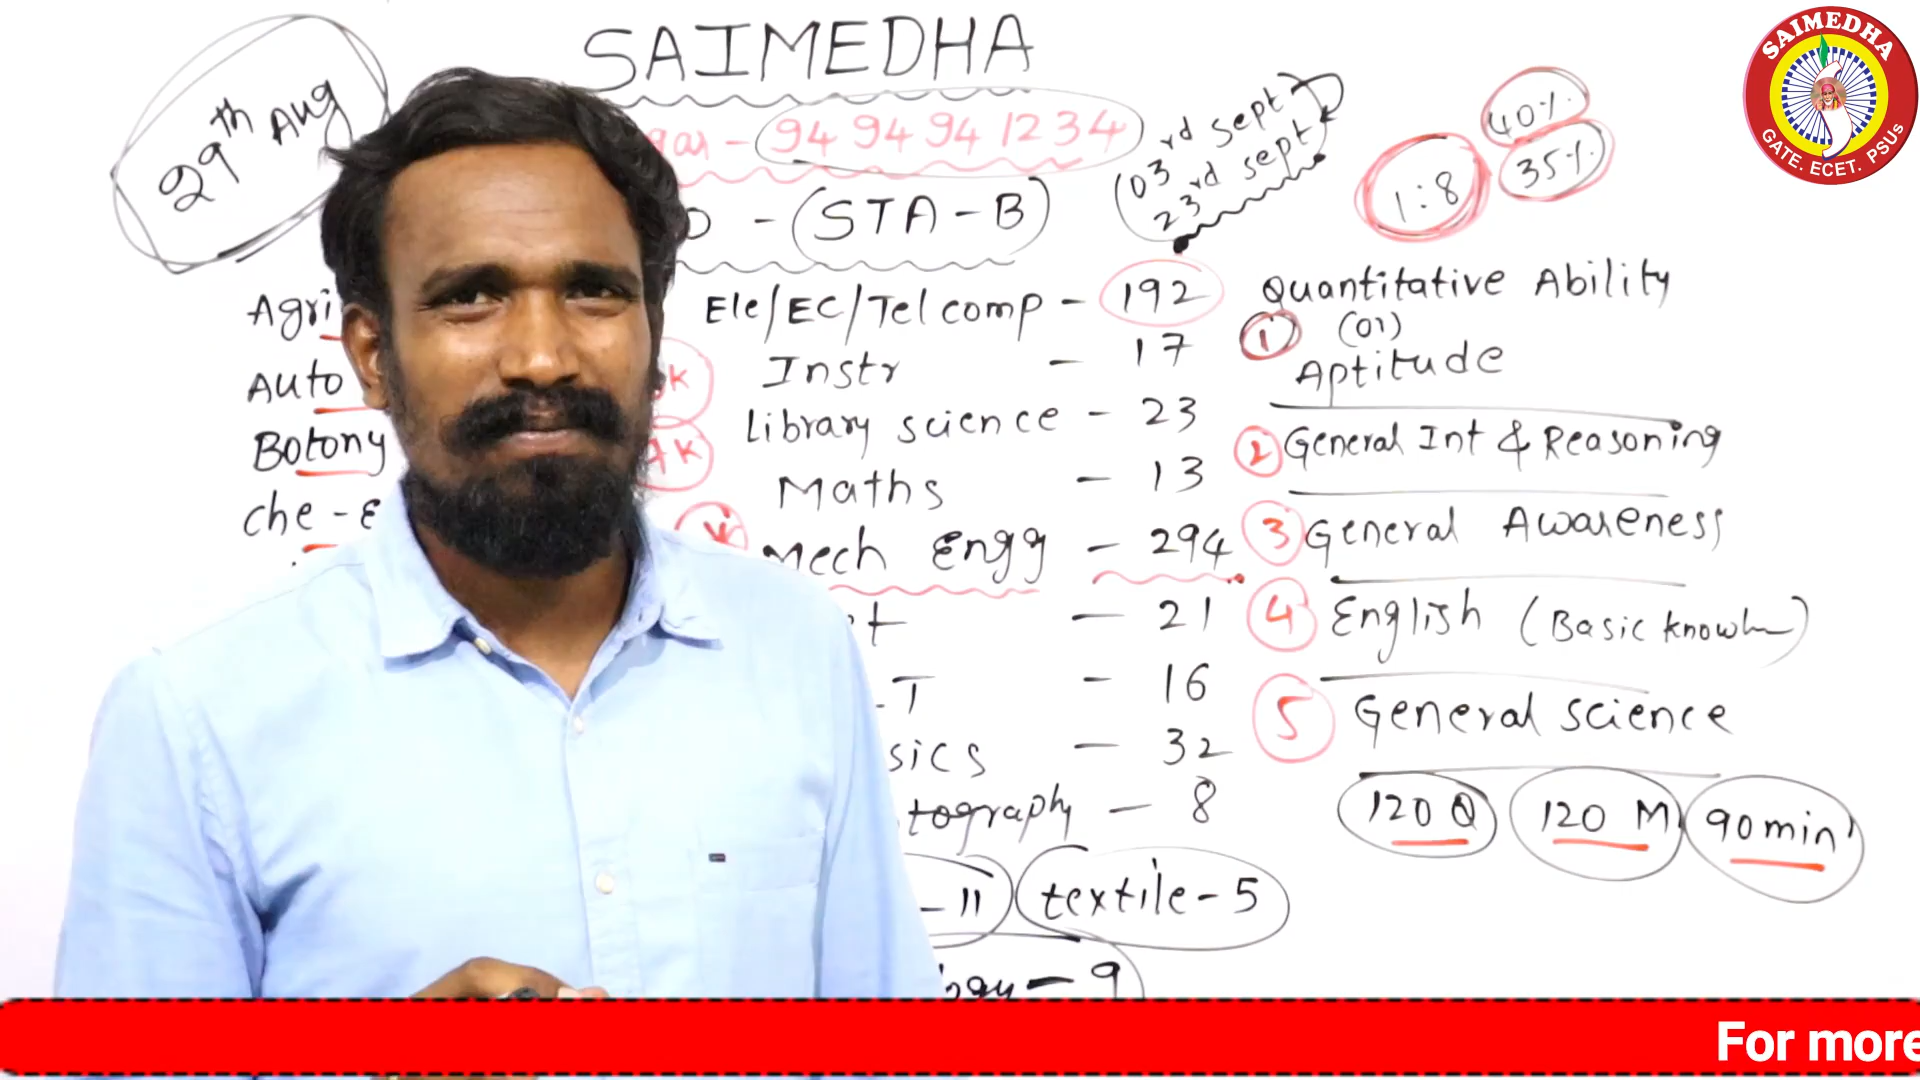 SAIMEDHA
29th Aug
94 94 94 1234
03rd sept
23rd sept
1:8
40%
35%
- (STA-B)
Agri
Auto
Botony
che-E
K
K
Ele/EC/Tel comp - 192
Instr - 17
library science - 23
Maths - 13
Mech Engg - 294
t - 21
T - 16
sics - 32
tography - 8
- 11
textile-5
- 9
Quantitative Ability
1 (or)
Aptitude
2 General Int & Reasoning
3 General Awareness
4 English (Basic
5 General science
120 Q
120 M
90 min
SAIMEDHA
GATE. ECET. PSUs
For more